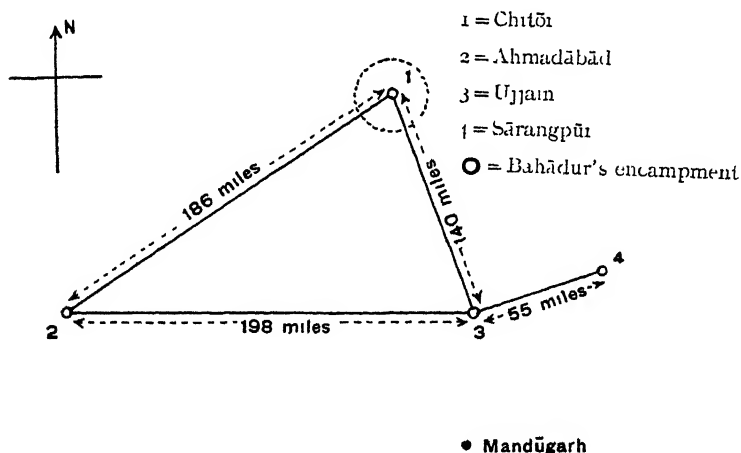 N
1 = Chitōr
2 = Ahmadābād
3 = Ujjain
4 = Sārangpūr
O = Bahādur's encampment
1
186 miles
140 miles
4
55 miles
2
198 miles
3
Mandūgarh